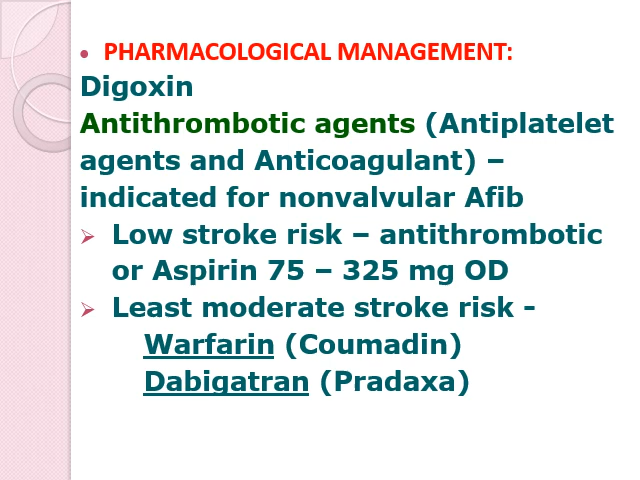 • PHARMACOLOGICAL MANAGEMENT:
Digoxin
Antithrombotic agents (Antiplatelet
agents and Anticoagulant) –
indicated for nonvalvular Afib
➢ Low stroke risk – antithrombotic
or Aspirin 75 – 325 mg OD
➢ Least moderate stroke risk -
Warfarin (Coumadin)
Dabigatran (Pradaxa)